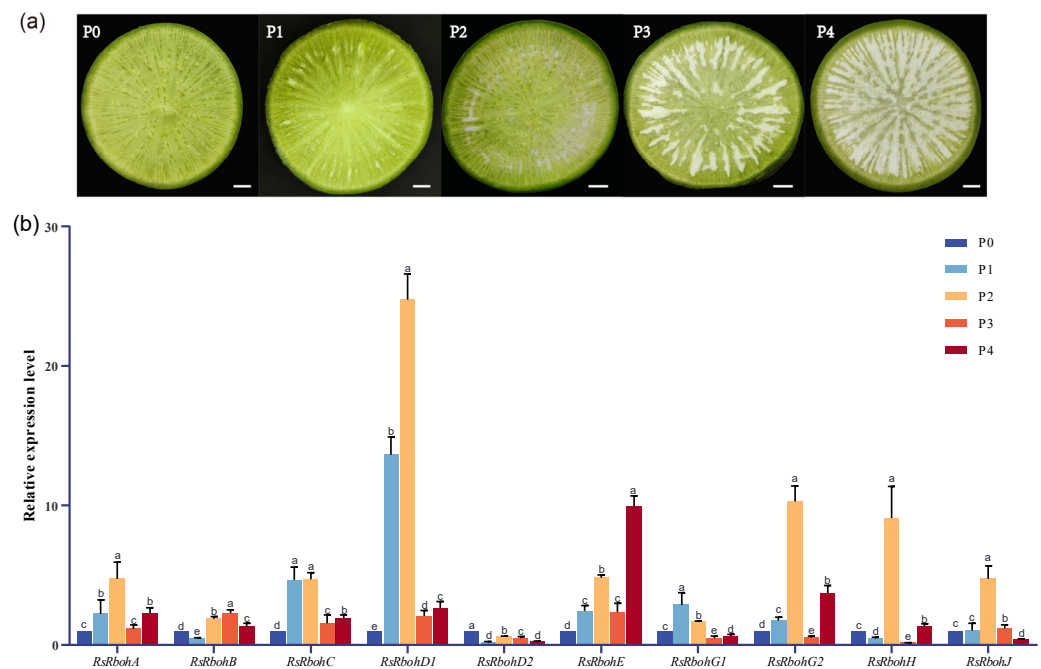 (a)
P0 P1 P2 P3 P4
(b)
Relative expression level
30
20
10
0
P0
P1
P2
P3
P4
c b a c b
d e b a c
d a a c b
e b a d c
a d b c d
d c b c a
c a b e d
d c a e b
c d a e b
c c a c d
RsRbohA RsRbohB RsRbohC RsRbohD1 RsRbohD2 RsRbohE RsRbohG1 RsRbohG2 RsRbohH RsRbohJ